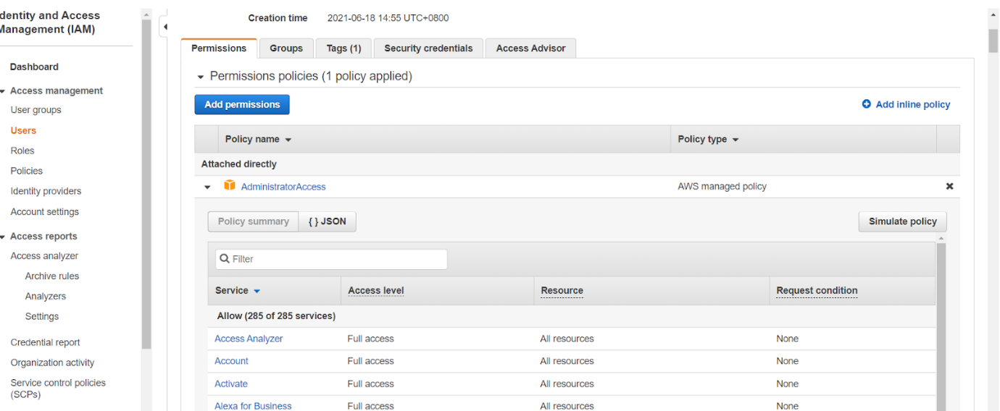 dentity and Access
Management (IAM)
Dashboard
Access management
User groups
Users
Roles
Policies
Identity providers
Account settings
Access reports
Access analyzer
Archive rules
Analyzers
Settings
Credential report
Organization activity
Service control policies
(SCPs)
Creation time 2021-06-18 14:55 UTC+0800
Permissions Groups Tags (1) Security credentials Access Advisor
Permissions policies (1 policy applied)
Add permissions Add inline policy
Policy name Policy type
Attached directly
AdministratorAccess AWS managed policy
Policy summary { } JSON Simulate policy
Filter
Service Access level Resource Request condition
Allow (285 of 285 services)
Access Analyzer Full access All resources None
Account Full access All resources None
Activate Full access All resources None
Alexa for Business Full access All resources None